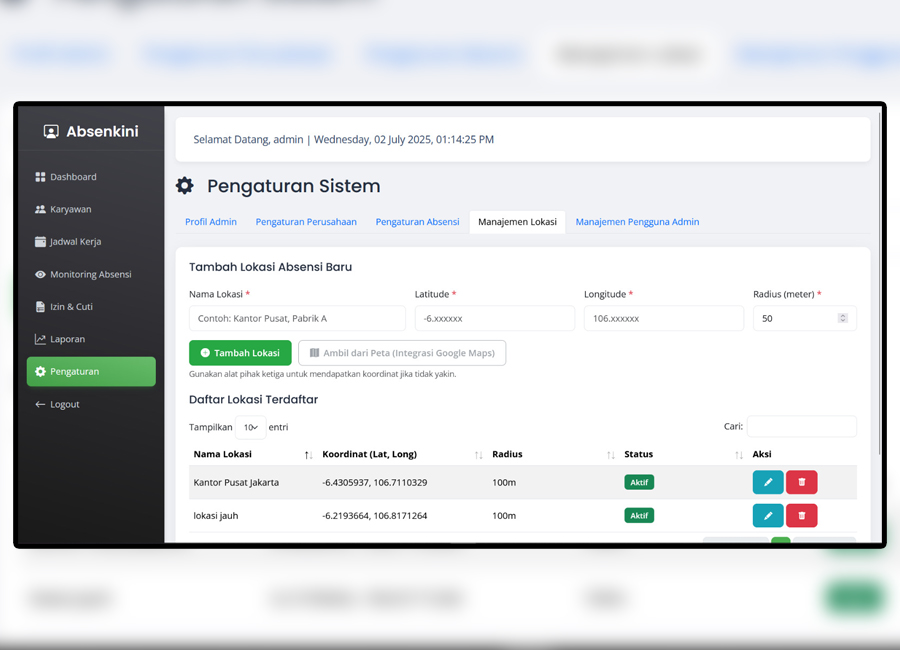 Absenkini
Dashboard
Karyawan
Jadwal Kerja
Monitoring Absensi
Izin & Cuti
Laporan
Pengaturan
Logout
Selamat Datang, admin | Wednesday, 02 July 2025, 01:14:25 PM
Pengaturan Sistem
Profil Admin Pengaturan Perusahaan Pengaturan Absensi Manajemen Lokasi Manajemen Pengguna Admin
Tambah Lokasi Absensi Baru
Nama Lokasi * Latitude * Longitude * Radius (meter) *
Contoh: Kantor Pusat, Pabrik A -6.xxxxxx 106.xxxxxx 50
Tambah Lokasi Ambil dari Peta (Integrasi Google Maps)
Gunakan alat pihak ketiga untuk mendapatkan koordinat jika tidak yakin.
Daftar Lokasi Terdaftar
Tampilkan 10 entri Cari:
Nama Lokasi Koordinat (Lat, Long) Radius Status Aksi
Kantor Pusat Jakarta -6.4305937, 106.7110329 100m Aktif
lokasi jauh -6.2193664, 106.8171264 100m Aktif